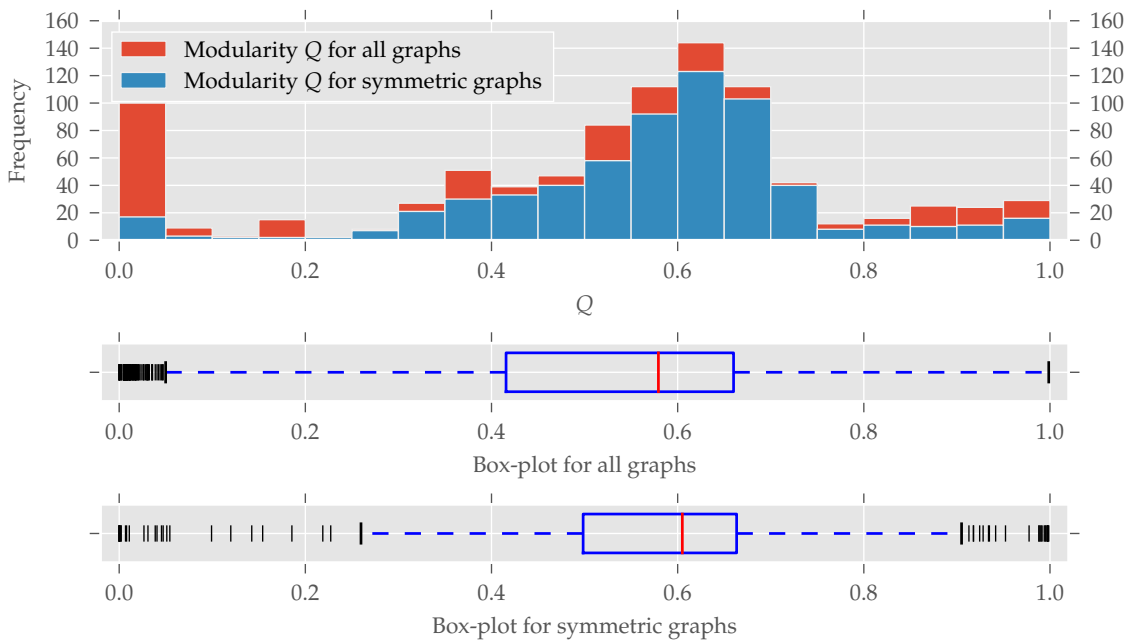 160 160
Modularity Q for all graphs
140 140
Modularity Q for symmetric graphs
120 120
100 100
Frequency
80 80
60 60
40 40
20 20
0 0
0.0 0.2 0.4 0.6 0.8 1.0
Q
0.0 0.2 0.4 0.6 0.8 1.0
Box-plot for all graphs
0.0 0.2 0.4 0.6 0.8 1.0
Box-plot for symmetric graphs